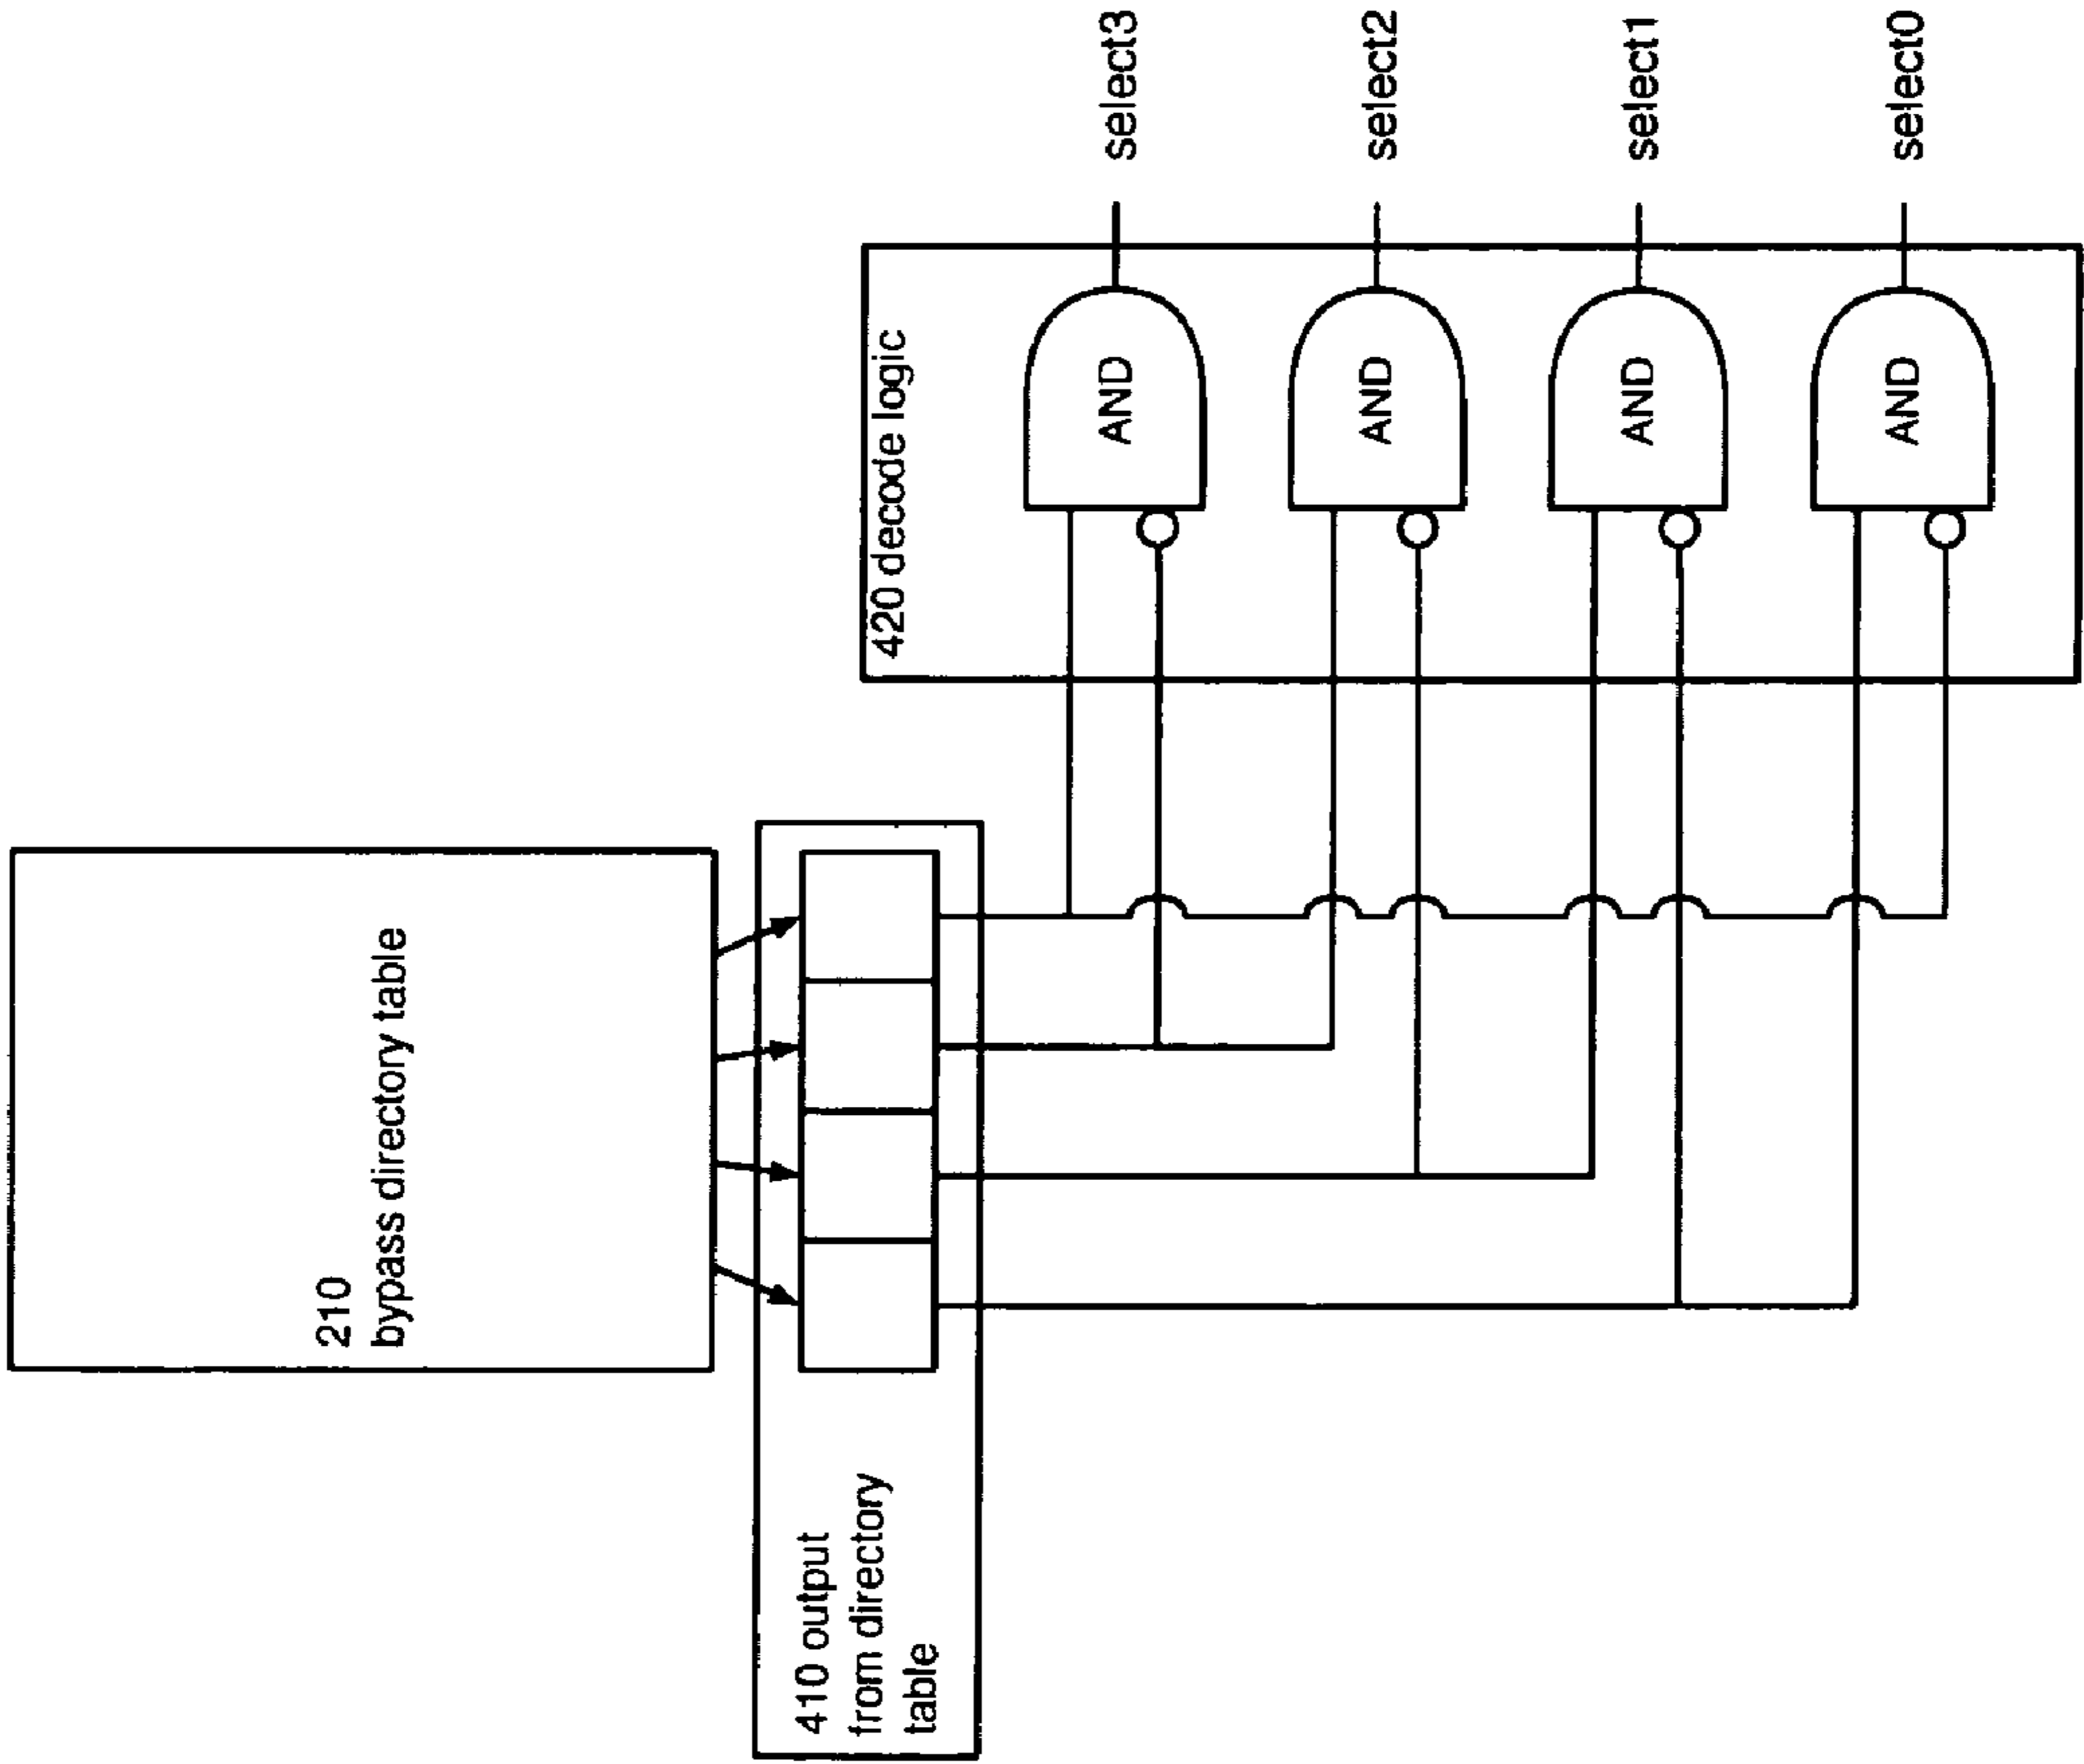 210
bypass directory table
410 output
from directory
table
420 decode logic
AND
AND
AND
AND
select3
select2
select1
select0